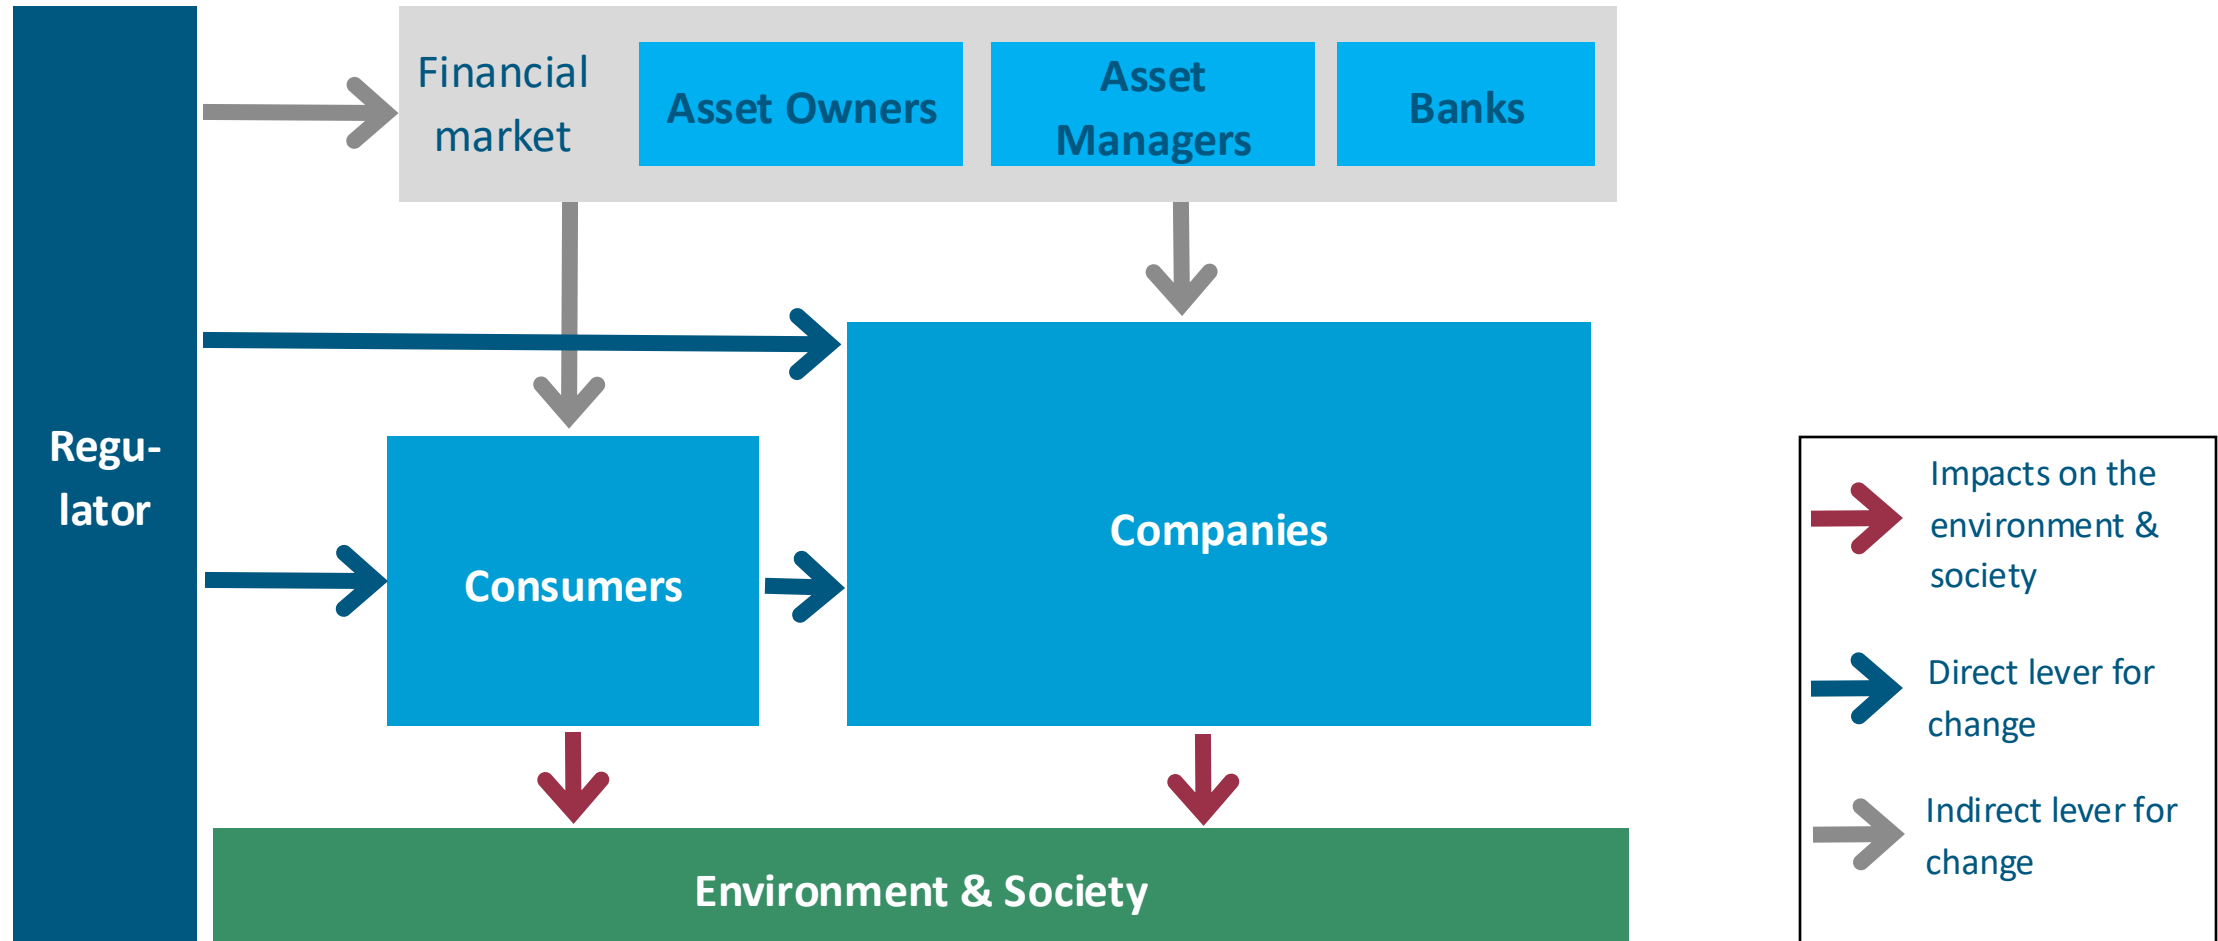 Regu-
lator
Financial
market
Asset Owners
Asset
Managers
Banks
Consumers
Companies
Environment & Society
Impacts on the
environment &
society
Direct lever for
change
Indirect lever for
change